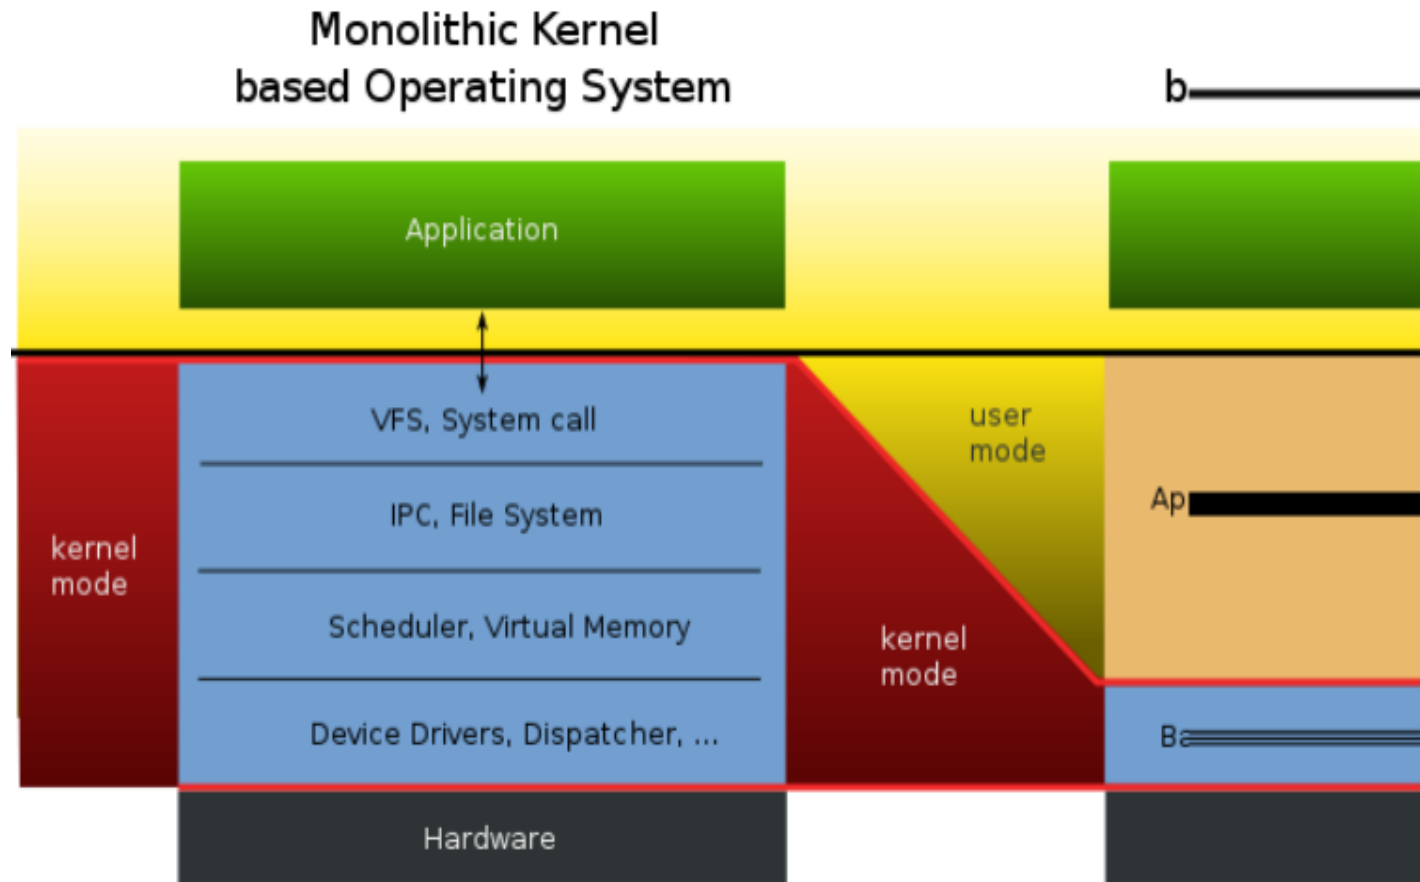 Monolithic Kernel
based Operating System
b
Application
VFS, System call
user
mode
IPC, File System
Ap
kernel
mode
Scheduler, Virtual Memory
kernel
mode
Device Drivers, Dispatcher, ...
Ba
Hardware